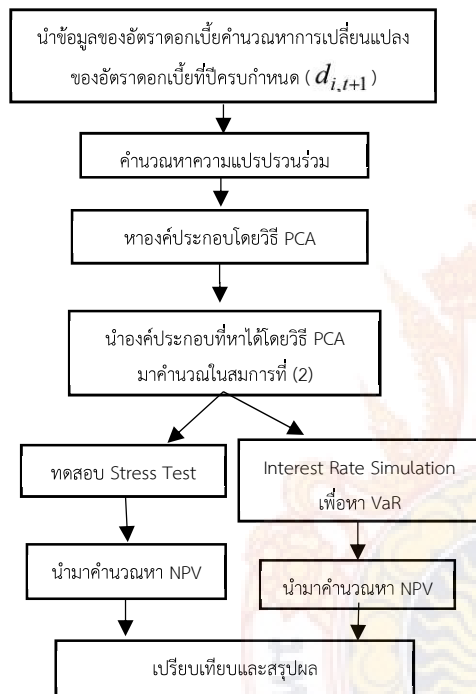 นำข้อมูลของอัตราดอกเบี้ยคำนวณหาการเปลี่ยนแปลง
ของอัตราดอกเบี้ยที่ปีครบกำหนด ( d_{i,t+1} )
คำนวณหาความแปรปรวนร่วม
หาองค์ประกอบโดยวิธี PCA
นำองค์ประกอบที่หาได้โดยวิธี PCA
มาคำนวณในสมการที่ (2)
ทดสอบ Stress Test
Interest Rate Simulation
เพื่อหา VaR
นำมาคำนวณหา NPV
นำมาคำนวณหา NPV
เปรียบเทียบและสรุปผล